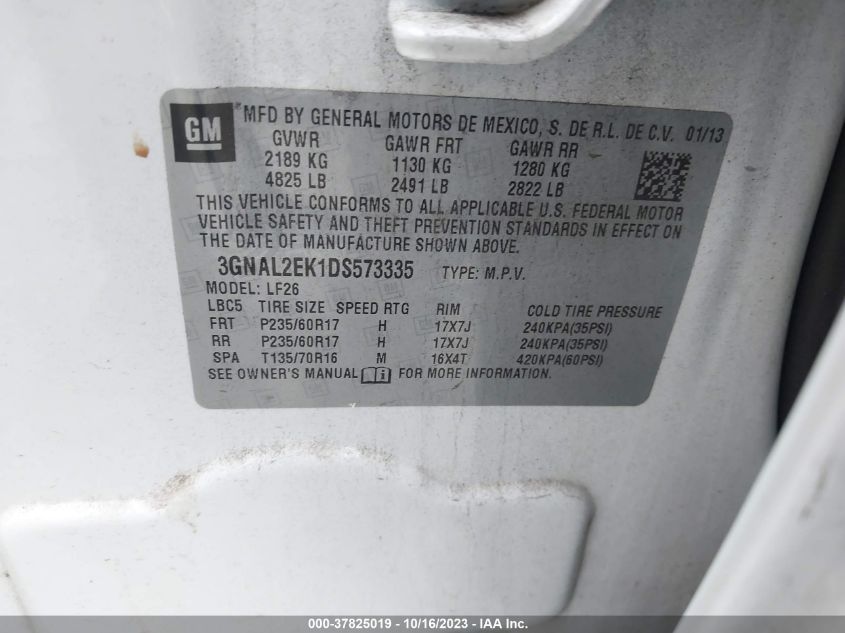 GM
*MFD BY GENERAL MOTORS DE MEXICO, S. DE R.L. DE C.V. 01/13
GVWR GAWR FRT GAWR RR
2189 KG 1130 KG 1280 KG
4825 LB 2491 LB 2822 LB
THIS VEHICLE CONFORMS TO ALL APPLICABLE U.S. FEDERAL MOTOR
VEHICLE SAFETY AND THEFT PREVENTION STANDARDS IN EFFECT ON
THE DATE OF MANUFACTURE SHOWN ABOVE.
3GNAL2EK1DS573335 TYPE: M.P.V.
MODEL: LF26
LBC5 TIRE SIZE SPEED RTG RIM COLD TIRE PRESSURE
FRT P235/60R17 H 17X7J 240KPA(35PSI)
RR P235/60R17 H 17X7J 240KPA(35PSI)
SPA T135/70R16 M 16X4T 420KPA(60PSI)
SEE OWNER'S MANUAL FOR MORE INFORMATION.
000-37825019 - 10/16/2023 - IAA Inc.